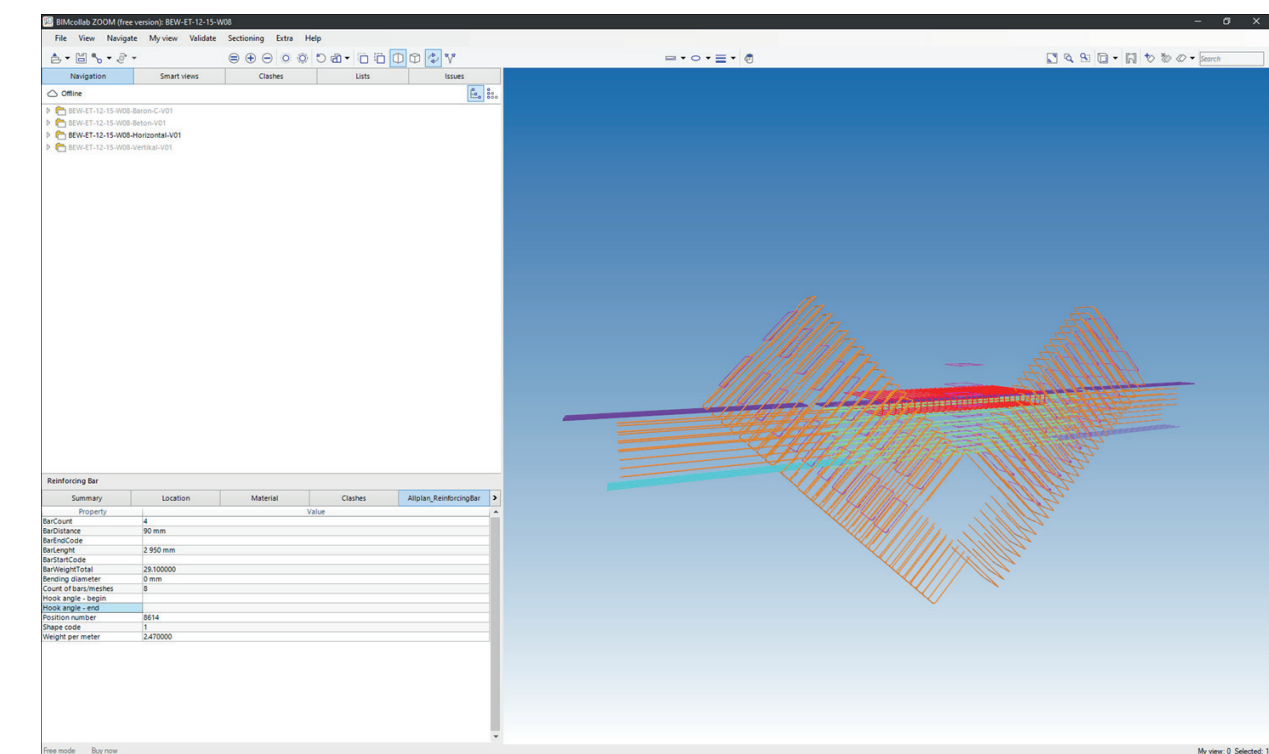 BIMcollab ZOOM (free version): BEW-ET-12-15-W08
File View Navigate My view Validate Sectioning Extra Help
Search
Navigation Smart views Clashes Lists Issues
Offline
BEW-ET-12-15-W08-Baron-C-V01
BEW-ET-12-15-W08-Beton-V01
BEW-ET-12-15-W08-Horizontal-V01
BEW-ET-12-15-W08-Vertikal-V01
Reinforcing Bar
Summary Location Material Clashes Allplan_ReinforcingBar
Property Value
BarCount 4
BarDistance 90 mm
BarEndCode
BarLenght 2 950 mm
BarStartCode
BarWeightTotal 29.100000
Bending diameter 0 mm
Count of bars/meshes 8
Hook angle - begin
Hook angle - end
Position number 8614
Shape code 1
Weight per meter 2.470000
Free mode Buy now My view: 0 Selected: 1